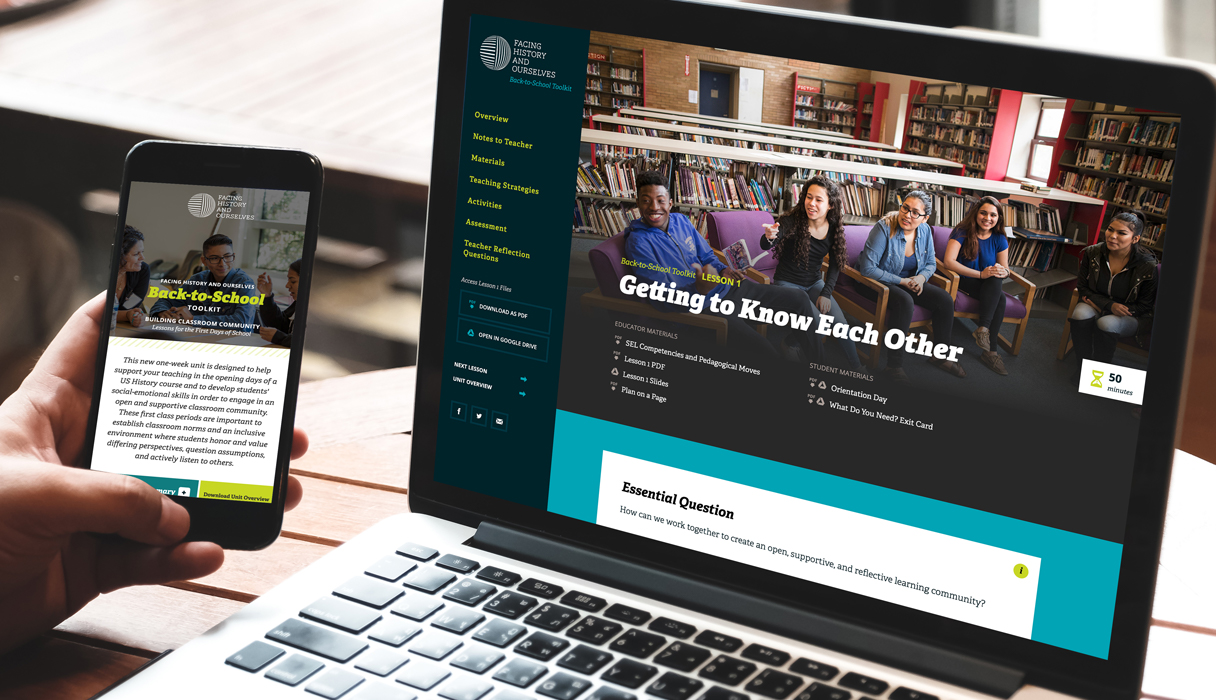 FACING
HISTORY
AND
OURSELVES
FACING HISTORY AND OURSELVES
Back-to-School
TOOLKIT
BUILDING CLASSROOM COMMUNITY
Lessons for the First Days of School
This new one-week unit is designed to help
support your teaching in the opening days of a
US History course and to develop students'
social-emotional skills in order to engage in an
open and supportive classroom community.
These first class periods are important to
establish classroom norms and an inclusive
environment where students honor and value
differing perspectives, question assumptions,
and actively listen to others.
Download Unit Overview
FACING
HISTORY
AND
OURSELVES
Back-to-School Toolkit
Overview
Notes to Teacher
Materials
Teaching Strategies
Activities
Assessment
Teacher Reflection
Questions
Access Lesson 1 Files
PDF
DOWNLOAD AS PDF
OPEN IN GOOGLE DRIVE
NEXT LESSON
UNIT OVERVIEW
Back-to-School Toolkit LESSON 1
Getting to Know Each Other
EDUCATOR MATERIALS
PDF SEL Competencies and Pedagogical Moves
PDF Lesson 1 PDF
Lesson 1 Slides
PDF Plan on a Page
STUDENT MATERIALS
PDF Orientation Day
PDF What Do You Need? Exit Card
50
minutes
Essential Question
How can we work together to create an open, supportive, and reflective learning community?
i